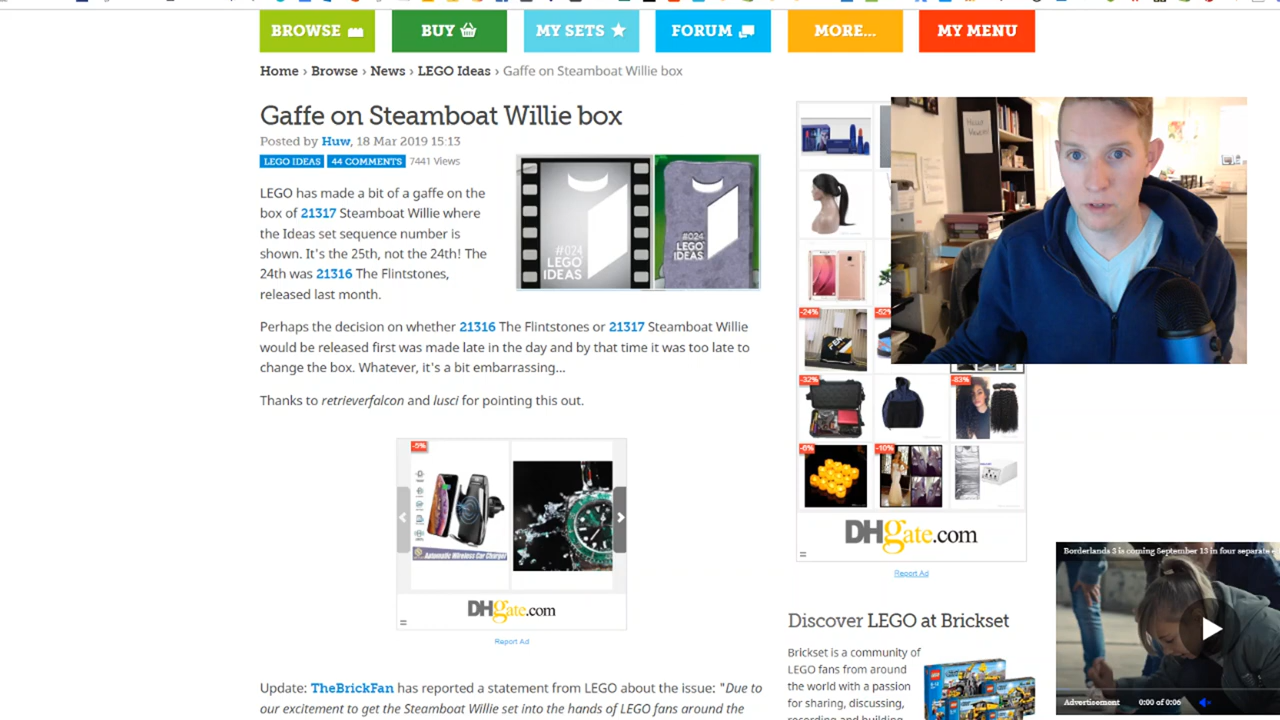 BROWSE
BUY
MY SETS
FORUM
MORE...
MY MENU
Home › Browse › News › LEGO Ideas › Gaffe on Steamboat Willie box
Gaffe on Steamboat Willie box
Posted by Huw, 18 Mar 2019 15:13
LEGO IDEAS 44 COMMENTS 7441 Views
LEGO has made a bit of a gaffe on the
box of 21317 Steamboat Willie where
the Ideas set sequence number is
shown. It's the 25th, not the 24th! The
24th was 21316 The Flintstones,
released last month.
#024
LEGO
IDEAS
#024
LEGO
IDEAS
Perhaps the decision on whether 21316 The Flintstones or 21317 Steamboat Willie
would be released first was made late in the day and by that time it was too late to
change the box. Whatever, it's a bit embarrassing...
Thanks to retrieverfalcon and lusci for pointing this out.
-5%
Automatic Wireless Car Charger
DHgate.com
Report Ad
Update: TheBrickFan has reported a statement from LEGO about the issue: "Due to
our excitement to get the Steamboat Willie set into the hands of LEGO fans around the
-24%
-32%
-83%
-6%
-10%
DHgate.com
Report Ad
Discover LEGO at Brickset
Brickset is a community of
LEGO fans from around
the world with a passion
for sharing, discussing,
recording and building
Borderlands 3 is coming September 13 in four separate
Advertisement 0:00 of 0:06